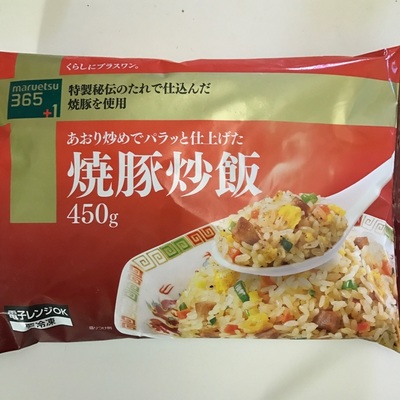 くらしにプラスワン。
maruetsu
365
+1
特製秘伝のたれで仕込んだ
焼豚を使用
あおり炒めでパラッと仕上げた
焼豚炒飯
450g
電子レンジOK